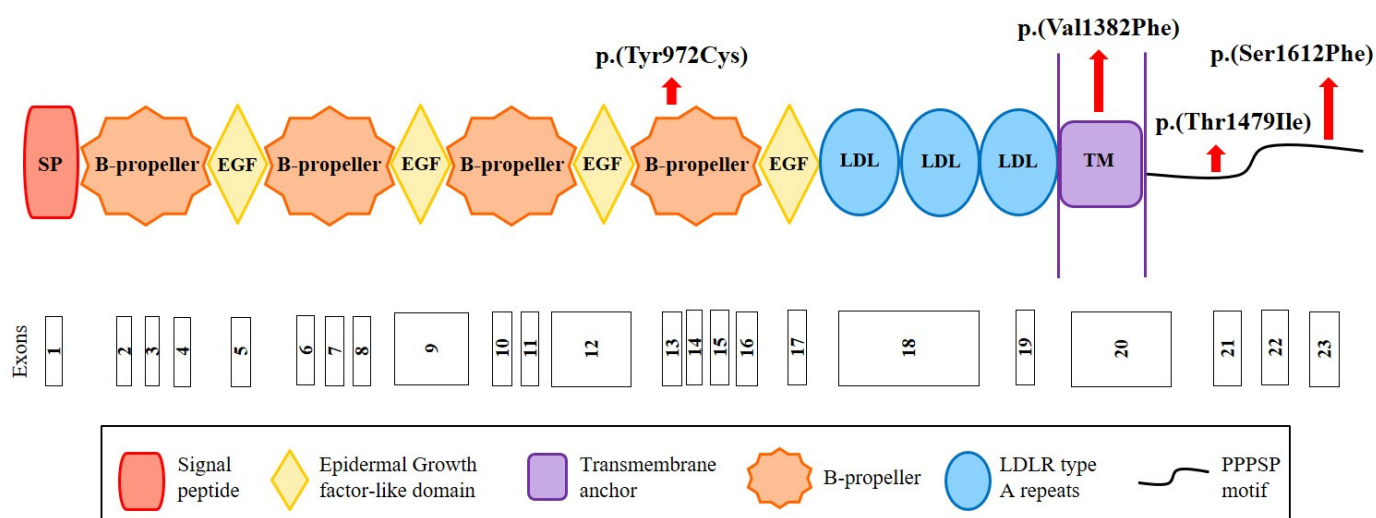 p.(Val1382Phe)
p.(Tyr972Cys)
p.(Ser1612Phe)
p.(Thr1479Ile)
SP
B-propeller
EGF
B-propeller
EGF
B-propeller
EGF
B-propeller
EGF
LDL
LDL
LDL
TM
Exons
1
2
3
4
5
6
7
8
9
10
11
12
13
14
15
16
17
18
19
20
21
22
23
Signal
peptide
Epidermal Growth
factor-like domain
Transmembrane
anchor
B-propeller
LDLR type
A repeats
PPPSP
motif